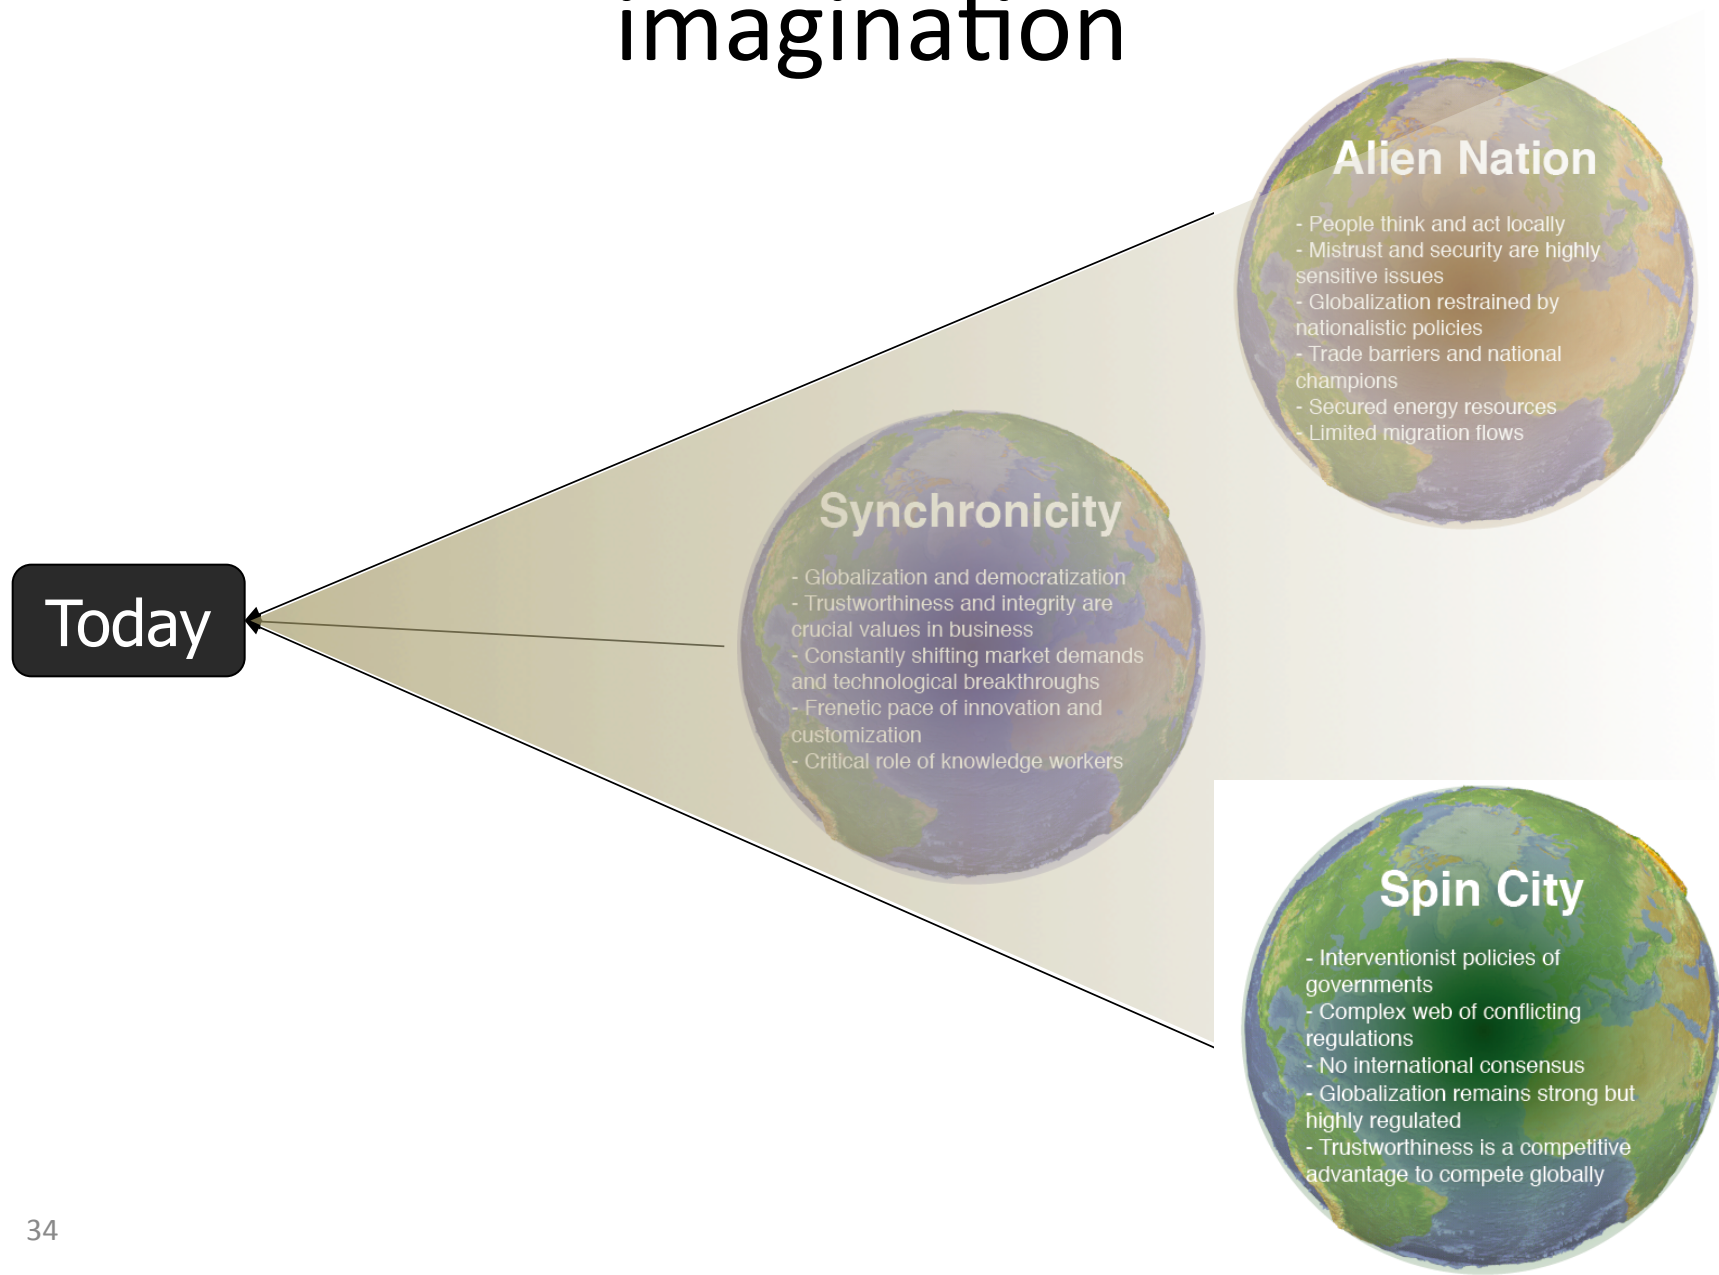 imagination
Alien Nation
- People think and act locally
- Mistrust and security are highly
sensitive issues
- Globalization restrained by
nationalistic policies
- Trade barriers and national
champions
- Secured energy resources
- Limited migration flows
Synchronicity
- Globalization and democratization
- Trustworthiness and integrity are
crucial values in business
- Constantly shifting market demands
and technological breakthroughs
- Frenetic pace of innovation and
customization
- Critical role of knowledge workers
Today
Spin City
- Interventionist policies of
governments
- Complex web of conflicting
regulations
- No international consensus
- Globalization remains strong but
highly regulated
- Trustworthiness is a competitive
advantage to compete globally
34